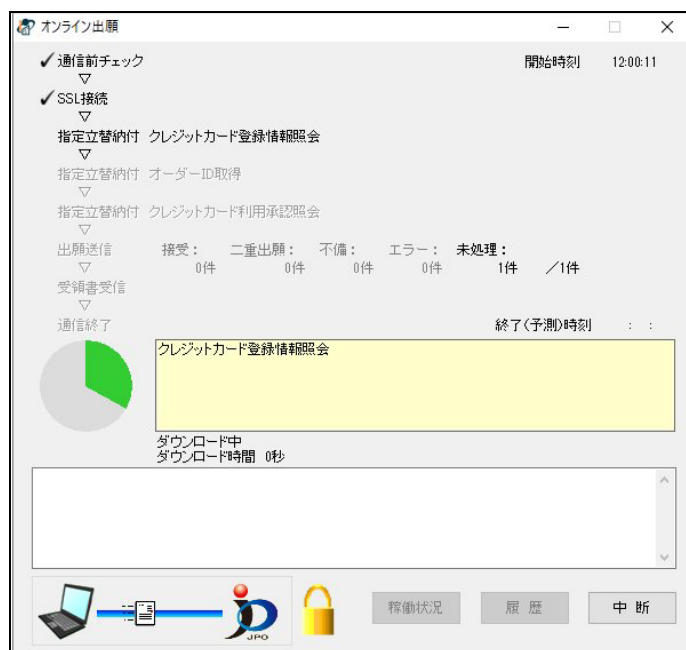 オンライン出願
✓通信前チェック 開始時刻 12:00:11
▽
✓SSL接続
▽
指定立替納付 クレジットカード登録情報照会
▽
指定立替納付 オーダーID取得
▽
指定立替納付 クレジットカード利用承認照会
▽
出願送信 接受: 二重出願: 不備: エラー: 未処理:
▽ 0件 0件 0件 0件 1件 /1件
受領書受信
▽
通信終了 終了(予測)時刻 : :
クレジットカード登録情報照会
ダウンロード中
ダウンロード時間 0秒
JPO
稼働状況 履歴 中断